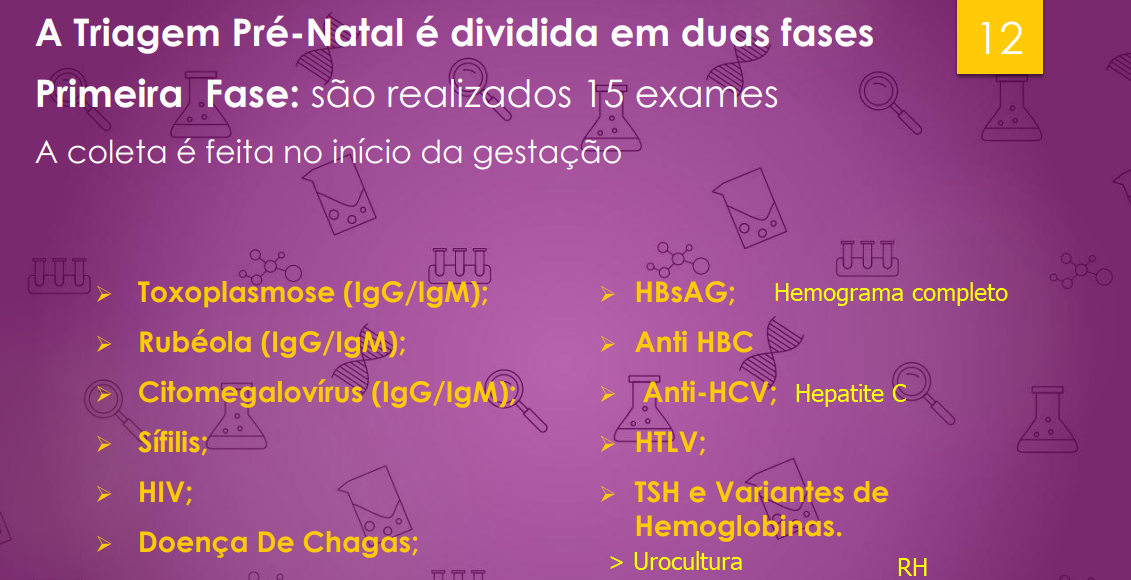 A Triagem Pré-Natal é dividida em duas fases
12
Primeira Fase: são realizados 15 exames
A coleta é feita no início da gestação
➢ Toxoplasmose (IgG/IgM);
➢ Rubéola (IgG/IgM);
➢ Citomegalovírus (IgG/IgM);
➢ Sífilis;
➢ HIV;
➢ Doença De Chagas;
➢ HBsAG; Hemograma completo
➢ Anti HBC
➢ Anti-HCV; Hepatite C
➢ HTLV;
➢ TSH e Variantes de
Hemoglobinas.
> Urocultura
RH